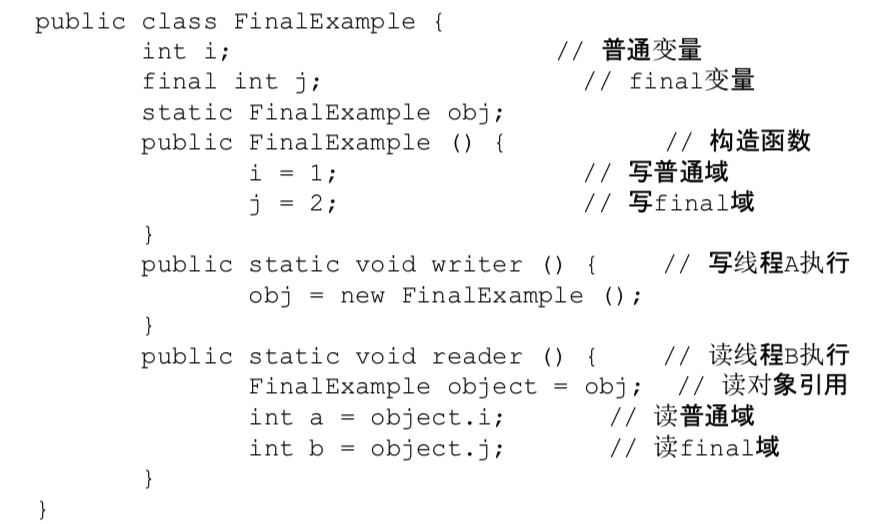 public class FinalExample {
int i; // 普通变量
final int j; // final变量
static FinalExample obj;
public FinalExample () { // 构造函数
i = 1; // 写普通域
j = 2; // 写final域
}
public static void writer () { // 写线程A执行
obj = new FinalExample ();
}
public static void reader () { // 读线程B执行
FinalExample object = obj; // 读对象引用
int a = object.i; // 读普通域
int b = object.j; // 读final域
}
}